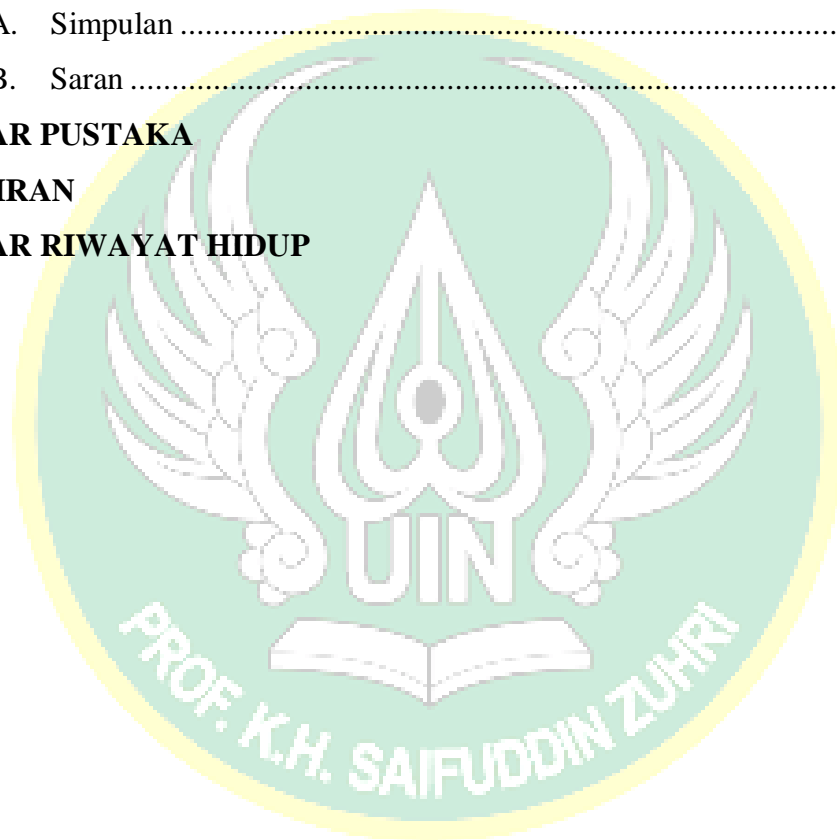 A. Simpulan ....................................................................................
B. Saran ..........................................................................................
AR PUSTAKA
IRAN
AR RIWAYAT HIDUP
UIN
PROF. K.H. SAIFUDDIN ZUHRI